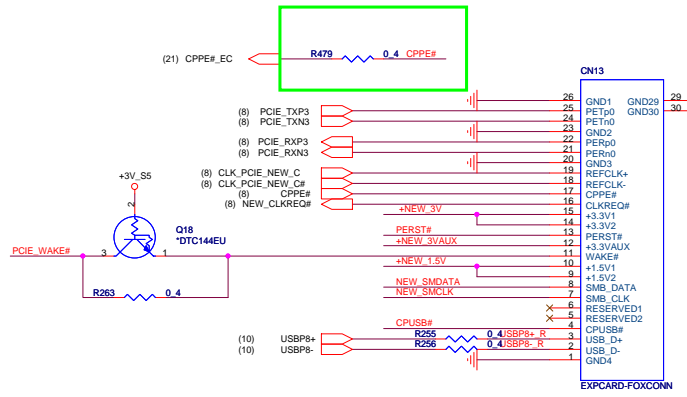 R479 0_4 CPPE#
(21) CPPE#_EC
CN13
26 GND1 GND29 29
25 PETp0 GND30 30
(8) PCIE_TXP3
24 PETn0
(8) PCIE_TXN3
23 GND2
22 PERp0
(8) PCIE_RXP3
21 PERn0
(8) PCIE_RXN3
20 GND3
19 REFCLK+
(8) CLK_PCIE_NEW_C
18 REFCLK-
(8) CLK_PCIE_NEW_C#
17 CPPE#
(8) CPPE#
16 CLKREQ#
(8) NEW_CLKREQ#
+3V_S5
2
+NEW_3V
15 +3.3V1
14 +3.3V2
Q18
*DTC144EU
PERST#
13 PERST#
+NEW_3VAUX
12 +3.3VAUX
PCIE_WAKE# 3 1
11 WAKE#
+NEW_1.5V
10 +1.5V1
9 +1.5V2
NEW_SMDATA
8 SMB_DATA
R263 0_4
NEW_SMCLK
7 SMB_CLK
6 RESERVED1
5 RESERVED2
CPUSB#
4 CPUSB#
(10) USBP8+ R255 0_4 USBP8+_R
3 USB_D+
(10) USBP8- R256 0_4 USBP8-_R
2 USB_D-
1 GND4
EXPCARD-FOXCONN